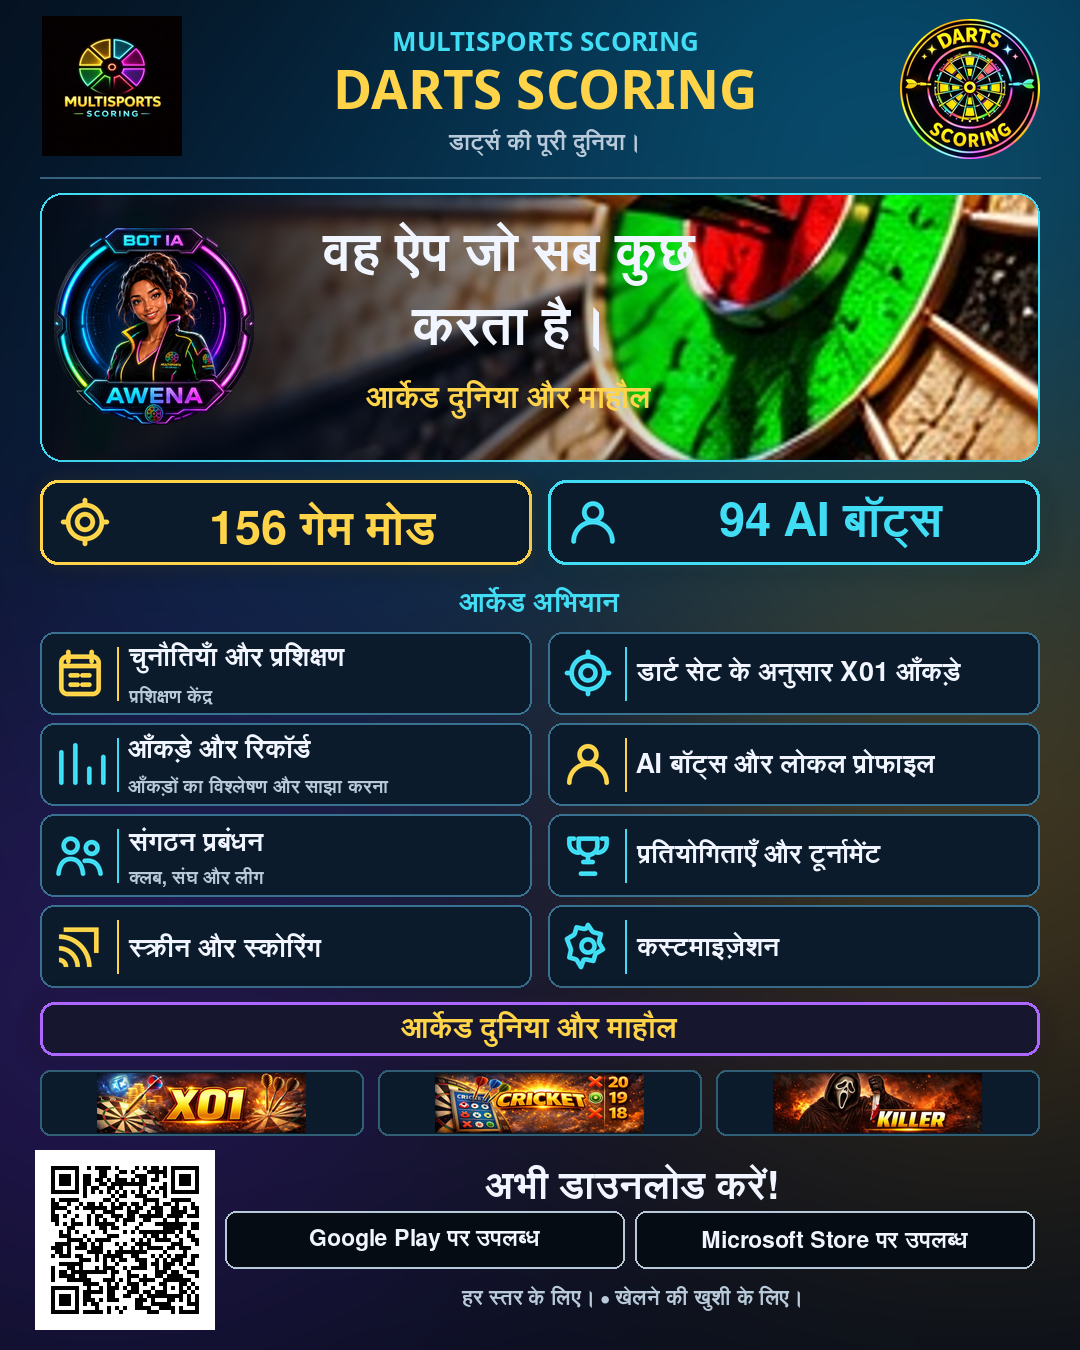 MULTISPORTS SCORING
DARTS SCORING
डार्ट्स की पूरी दुनिया।
MULTISPORTS
SCORING
DARTS
SCORING
BOT IA
AWENA
वह ऐप जो सब कुछ
करता है।
आर्केड दुनिया और माहौल
156 गेम मोड
94 AI बॉट्स
आर्केड अभियान
चुनौतियाँ और प्रशिक्षण
प्रशिक्षण केंद्र
डार्ट सेट के अनुसार X01 आँकड़े
आँकड़े और रिकॉर्ड
आँकड़ों का विश्लेषण और साझा करना
AI बॉट्स और लोकल प्रोफाइल
संगठन प्रबंधन
क्लब, संघ और लीग
प्रतियोगिताएँ और टूर्नामेंट
स्क्रीन और स्कोरिंग
कस्टमाइज़ेशन
आर्केड दुनिया और माहौल
X01
CRICKET
CRICKET
20
19
18
KILLER
अभी डाउनलोड करें!
Google Play पर उपलब्ध
Microsoft Store पर उपलब्ध
हर स्तर के लिए। • खेलने की खुशी के लिए।